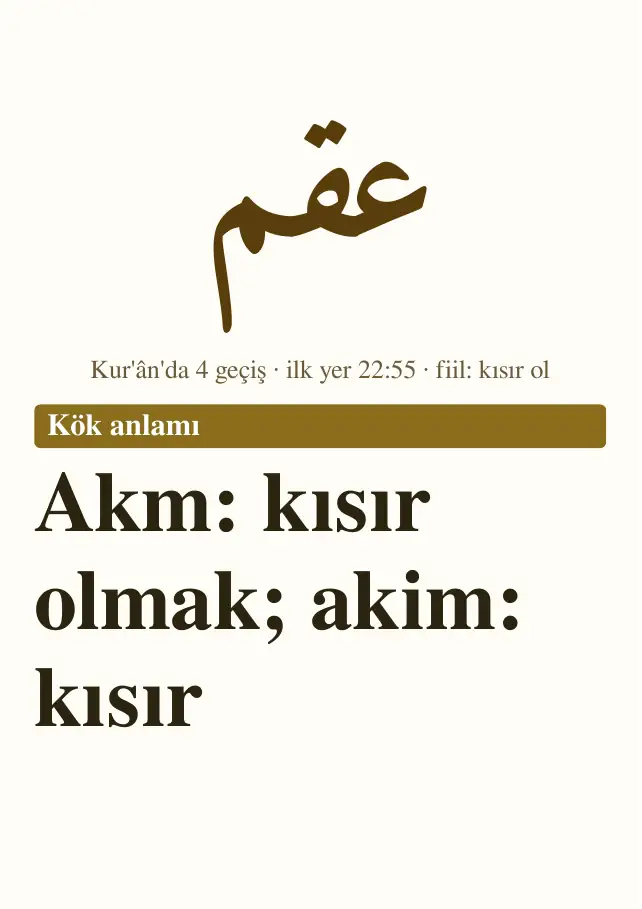 عقم
Kur'ân'da 4 geçiş · ilk yer 22:55 · fiil: kısır ol
Kök anlamı
Akm: kısır
olmak; akim:
kısır